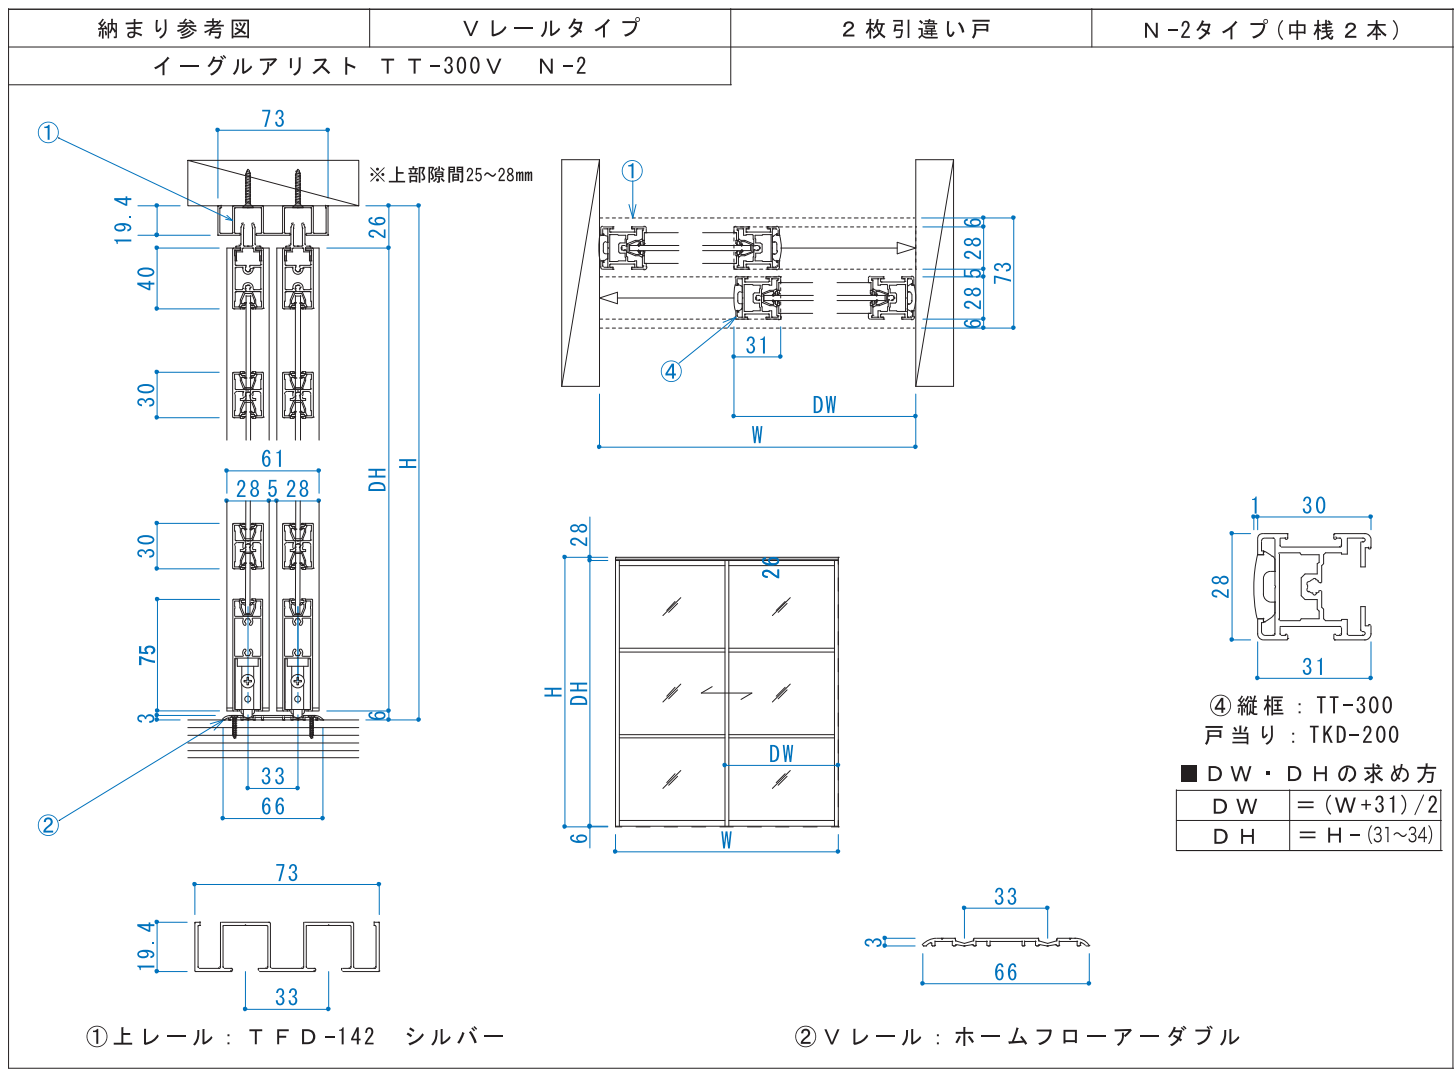 納まり参考図 Vレールタイプ 2枚引違い戸 N-2タイプ(中桟2本)
イーグルアリスト TT-300V N-2
① 73
※上部隙間25~28mm
19.4 26
40
30
DH H
61
28 5 28
30
75
3 6
33
66
②
①
6
28
5
28
6
73
31
④
DW
W
28
26
H DH
DW
6
W
1 30
28
31
④縦框：TT-300
戸当り：TKD-200
■DW・DHの求め方
DW =(W+31)/2
DH =H-(31~34)
73
19.4
33
①上レール：TFD-142 シルバー
33
3
66
②Vレール：ホームフローアーダブル